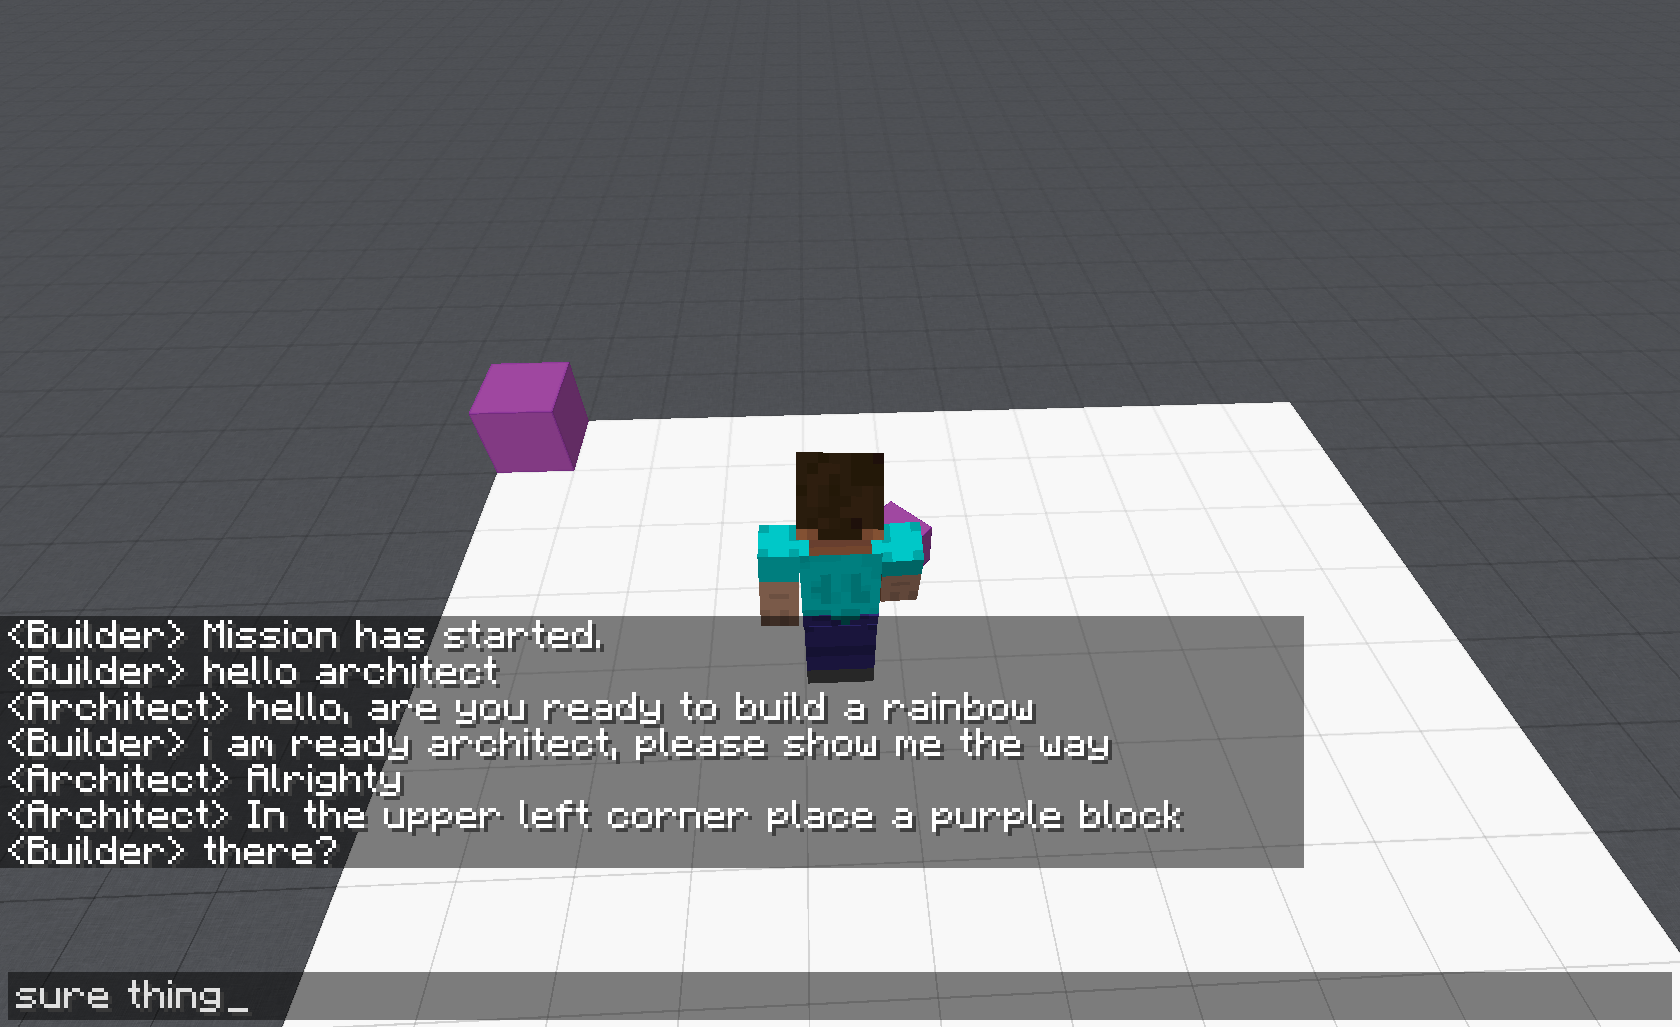 <Builder> Mission has started.
<Builder> hello architect
<Architect> hello, are you ready to build a rainbow
<Builder> i am ready architect, please show me the way
<Architect> Alrighty
<Architect> In the upper left corner place a purple block
<Builder> there?
sure thing_